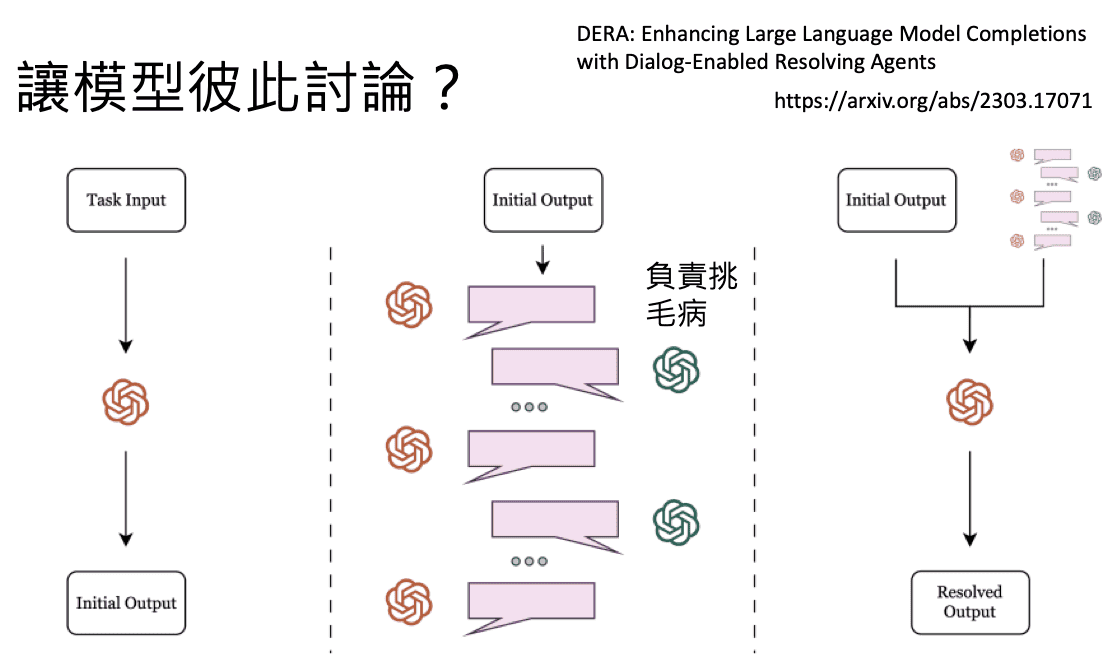 讓模型彼此討論？
DERA: Enhancing Large Language Model Completions
with Dialog-Enabled Resolving Agents
https://arxiv.org/abs/2303.17071
Task Input
Initial Output
Initial Output
負責挑
毛病
Initial Output
Resolved
Output